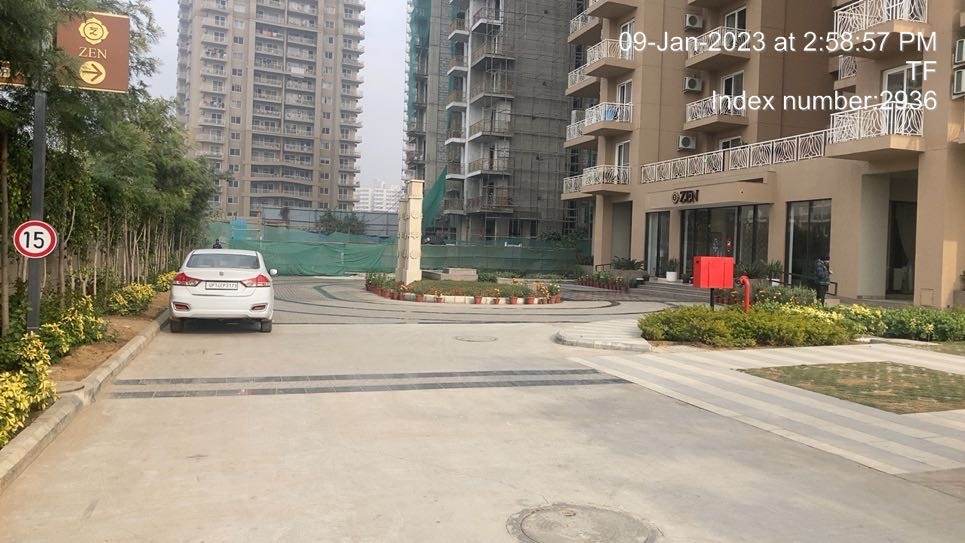 09-Jan-2023 at 2:58:57 PM
TF
Index number:2936
ZEN
15
ZEN